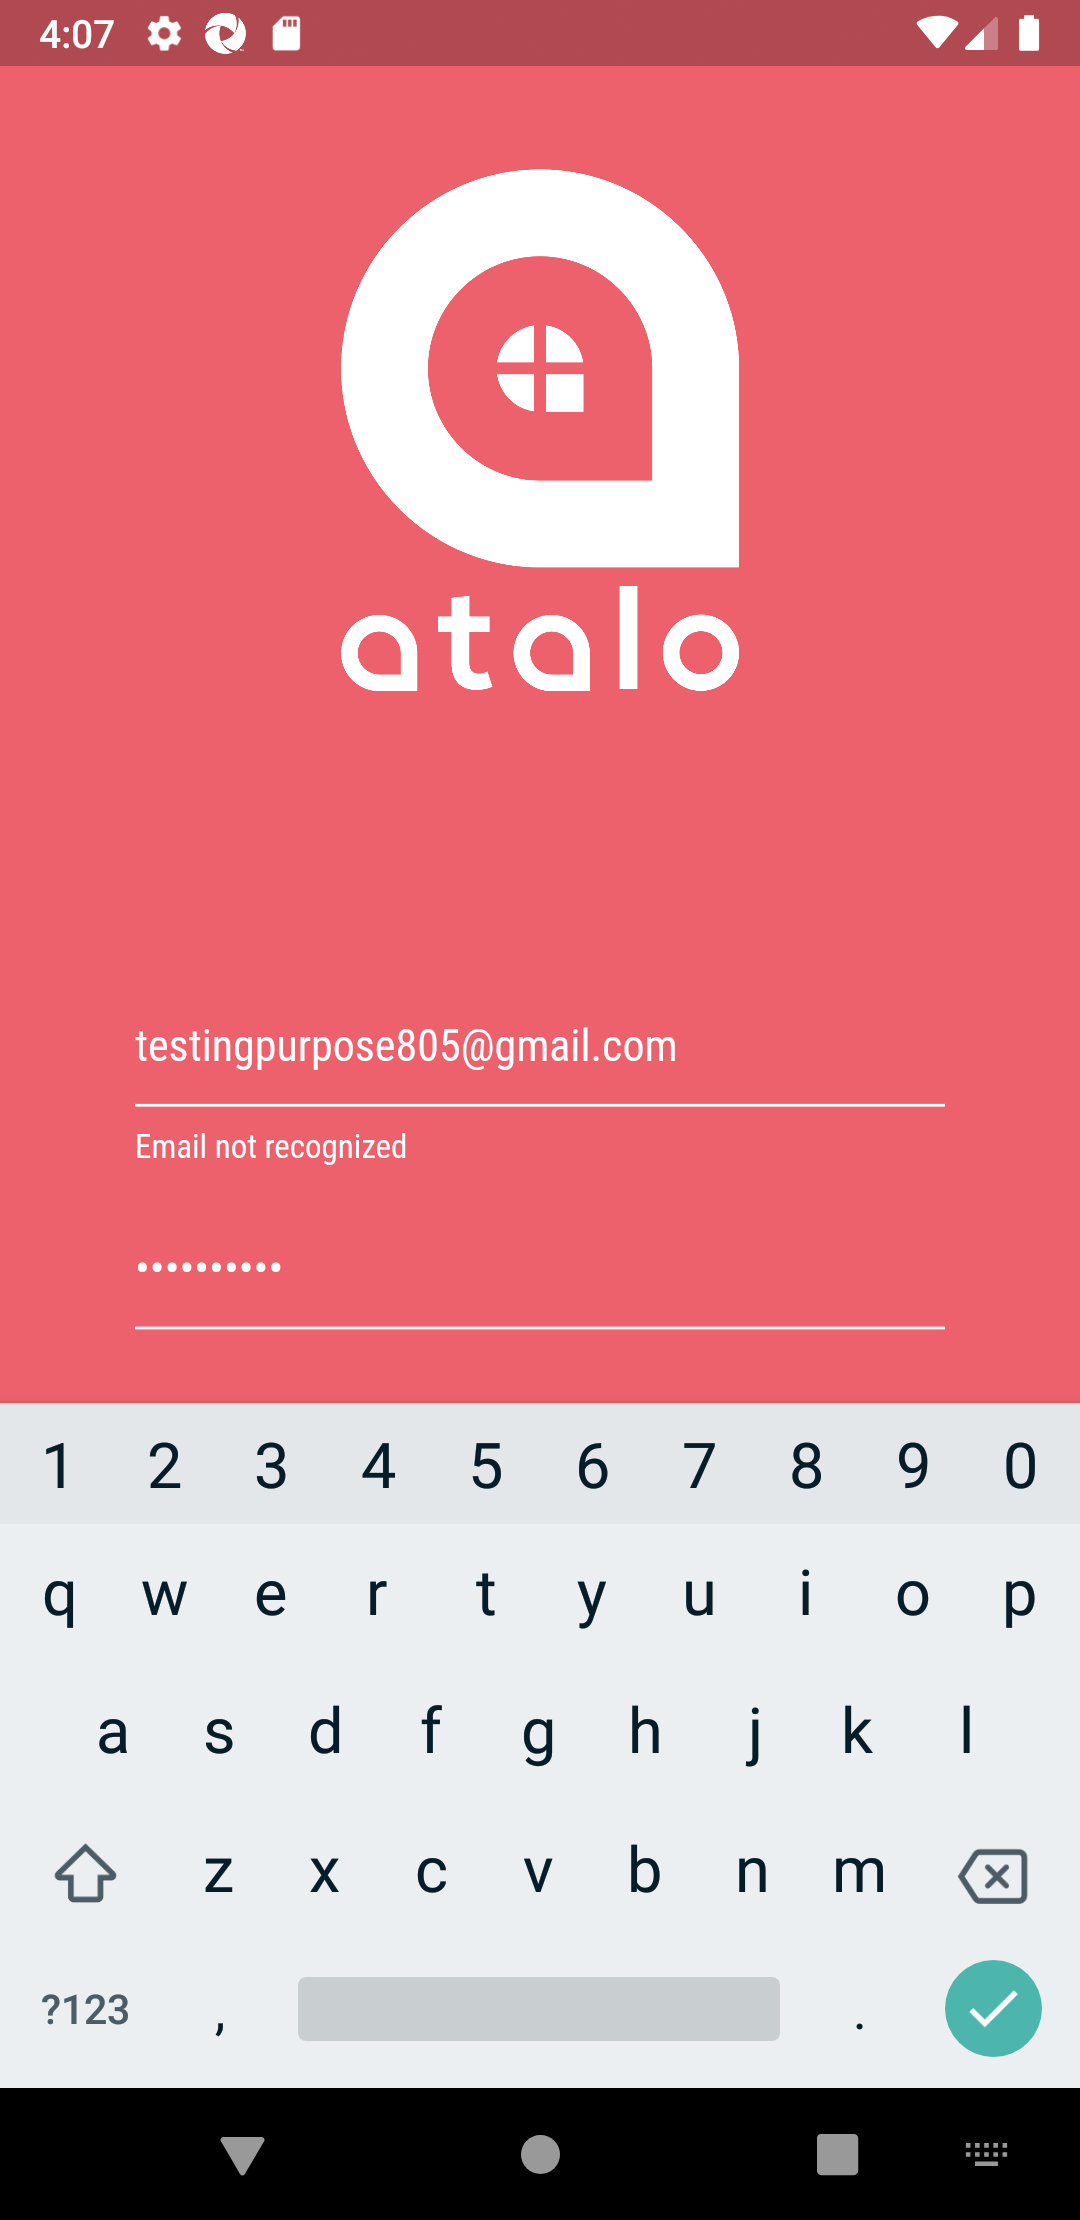 4:07
atalo
testingpurpose805@gmail.com
Email not recognized
••••••••••
1 2 3 4 5 6 7 8 9 0
q w e r t y u i o p
a s d f g h j k l
z x c v b n m
?123 , .